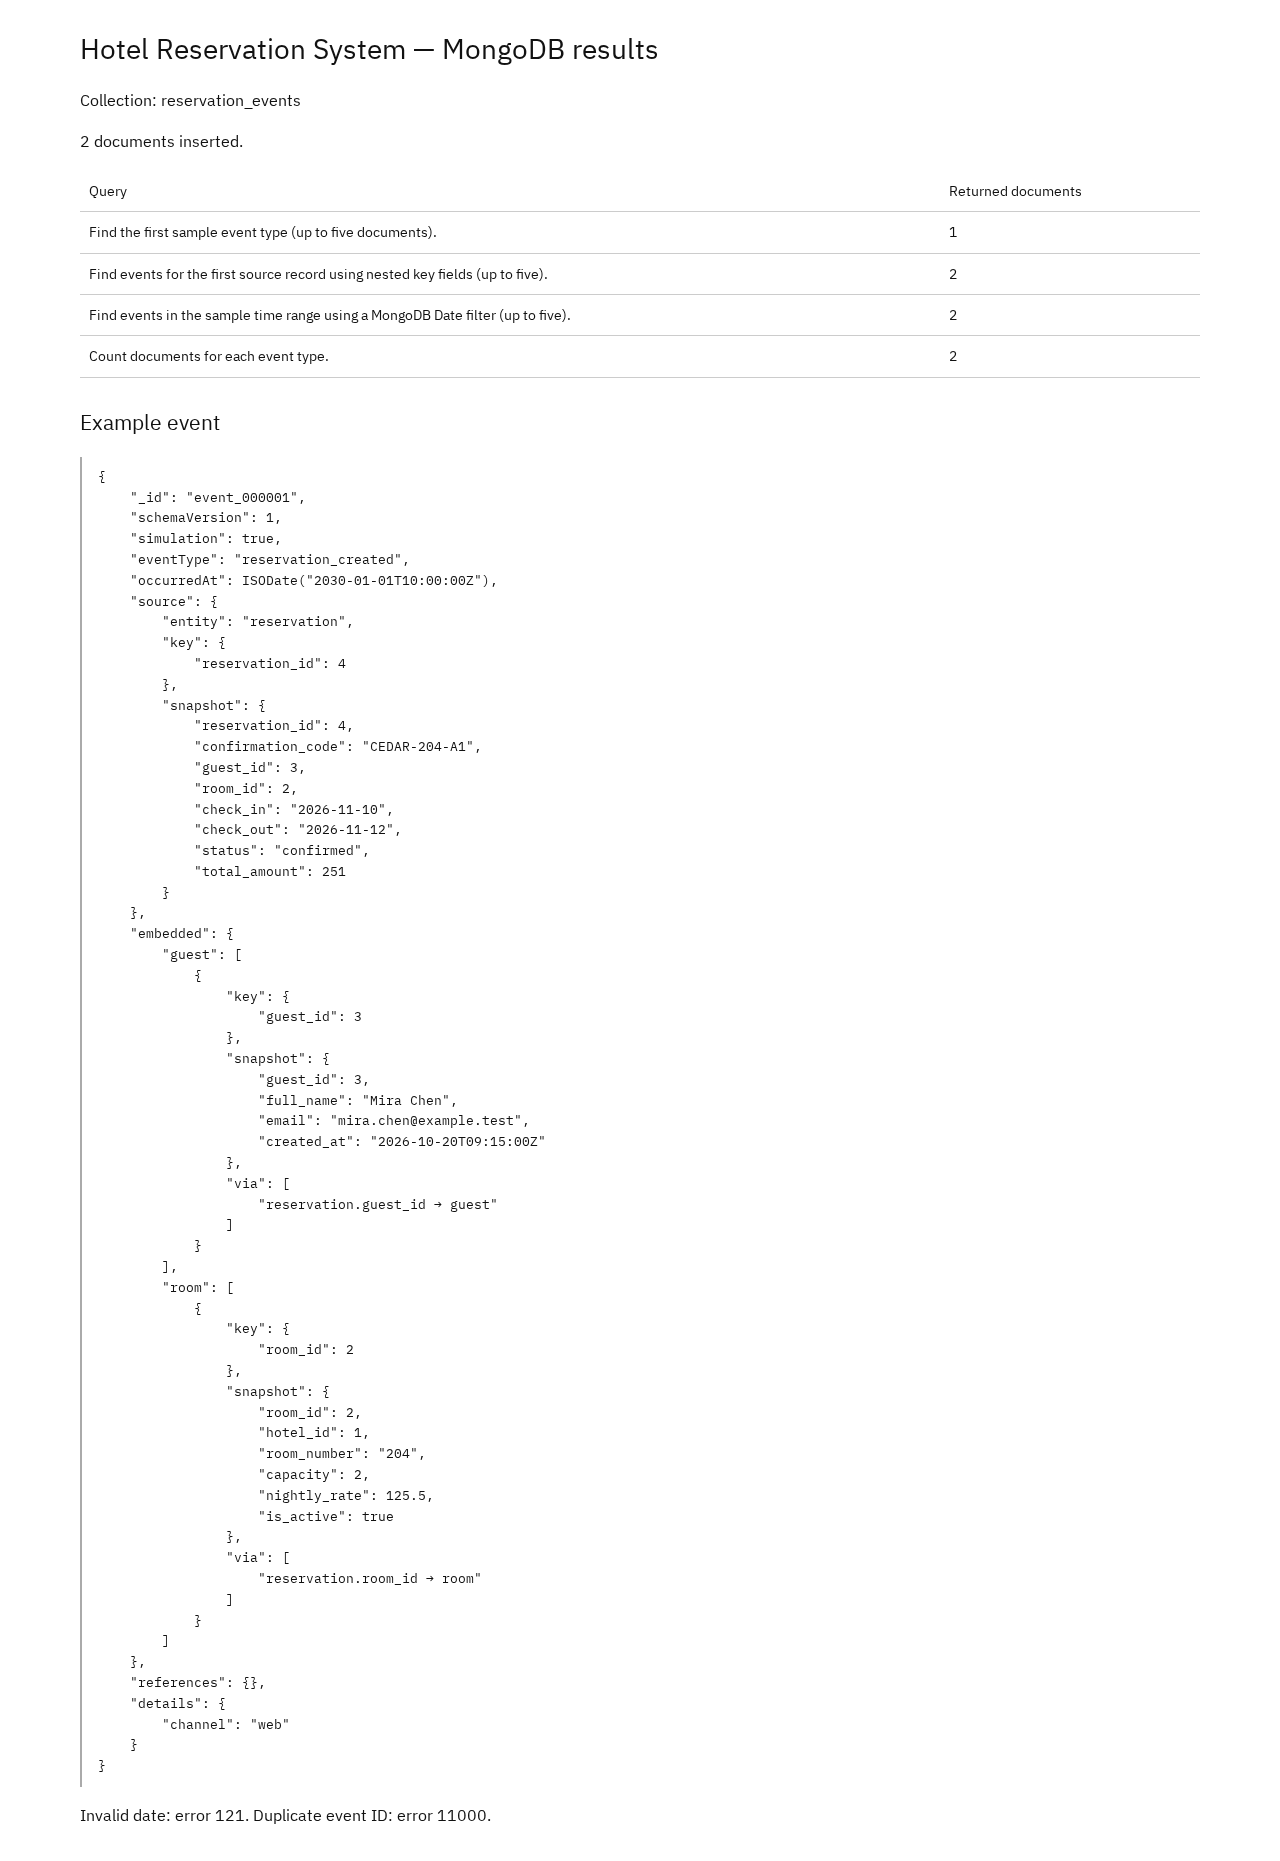 Hotel Reservation System — MongoDB results
Collection: reservation_events
2 documents inserted.
Query Returned documents
Find the first sample event type (up to five documents). 1
Find events for the first source record using nested key fields (up to five). 2
Find events in the sample time range using a MongoDB Date filter (up to five). 2
Count documents for each event type. 2
Example event
{
    "_id": "event_000001",
    "schemaVersion": 1,
    "simulation": true,
    "eventType": "reservation_created",
    "occurredAt": ISODate("2030-01-01T10:00:00Z"),
    "source": {
        "entity": "reservation",
        "key": {
            "reservation_id": 4
        },
        "snapshot": {
            "reservation_id": 4,
            "confirmation_code": "CEDAR-204-A1",
            "guest_id": 3,
            "room_id": 2,
            "check_in": "2026-11-10",
            "check_out": "2026-11-12",
            "status": "confirmed",
            "total_amount": 251
        }
    },
    "embedded": {
        "guest": [
            {
                "key": {
                    "guest_id": 3
                },
                "snapshot": {
                    "guest_id": 3,
                    "full_name": "Mira Chen",
                    "email": "mira.chen@example.test",
                    "created_at": "2026-10-20T09:15:00Z"
                },
                "via": [
                    "reservation.guest_id → guest"
                ]
            }
        ],
        "room": [
            {
                "key": {
                    "room_id": 2
                },
                "snapshot": {
                    "room_id": 2,
                    "hotel_id": 1,
                    "room_number": "204",
                    "capacity": 2,
                    "nightly_rate": 125.5,
                    "is_active": true
                },
                "via": [
                    "reservation.room_id → room"
                ]
            }
        ]
    },
    "references": {},
    "details": {
        "channel": "web"
    }
}
Invalid date: error 121. Duplicate event ID: error 11000.